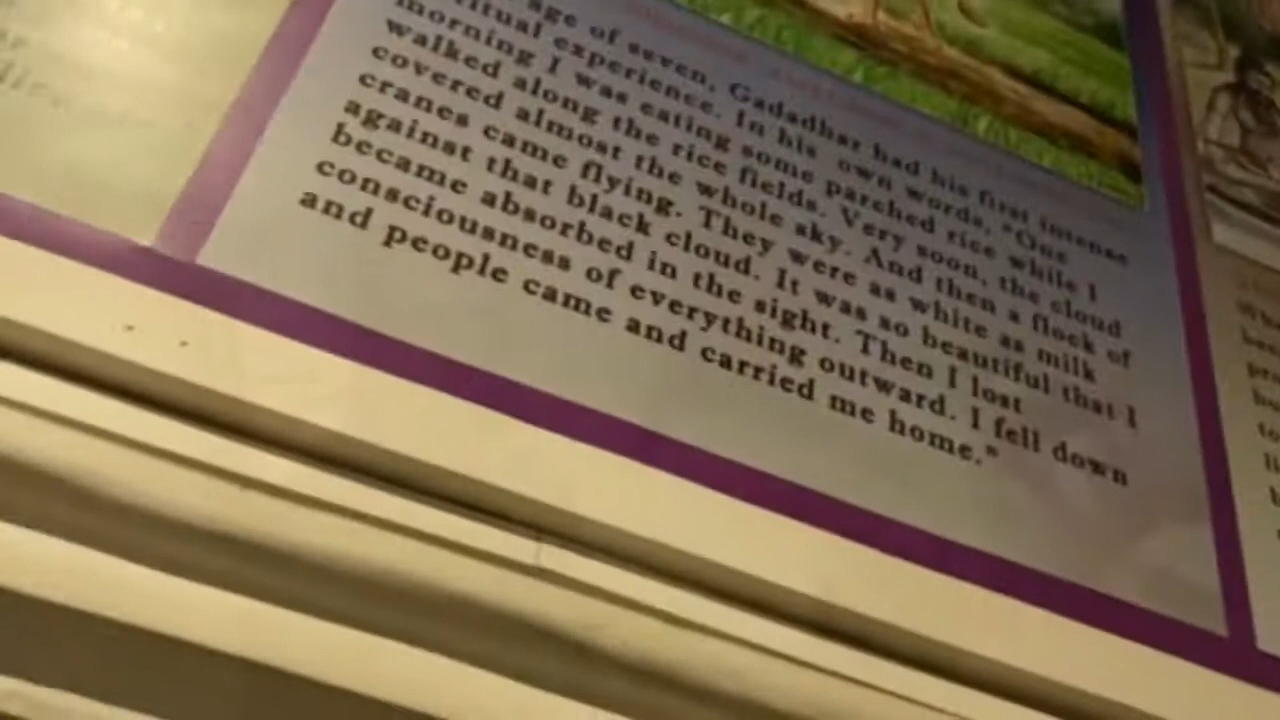 age of seven, Gadadhar had his first intense
ritual experience. In his own words, "One
morning I was eating some parched rice while I
walked along the rice fields. Very soon, the cloud
covered almost the whole sky. And then a flock of
cranes came flying. They were as white as milk
against that black cloud. It was so beautiful that I
became absorbed in the sight. Then I lost
consciousness of everything outward. I fell down
and people came and carried me home."